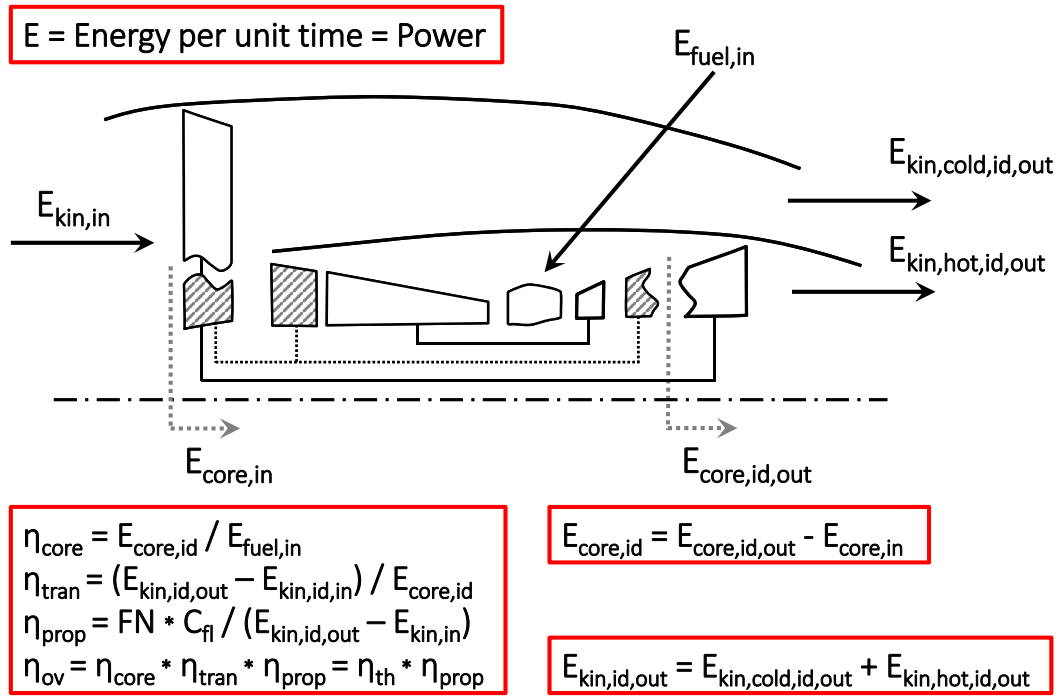 E = Energy per unit time = Power
E_fuel,in
E_kin,in
E_kin,cold,id,out
E_kin,hot,id,out
E_core,in
E_core,id,out
η_core = E_core,id / E_fuel,in
η_tran = (E_kin,id,out – E_kin,id,in) / E_core,id
η_prop = FN * C_fl / (E_kin,id,out – E_kin,in)
η_ov = η_core * η_tran * η_prop = η_th * η_prop
E_core,id = E_core,id,out - E_core,in
E_kin,id,out = E_kin,cold,id,out + E_kin,hot,id,out